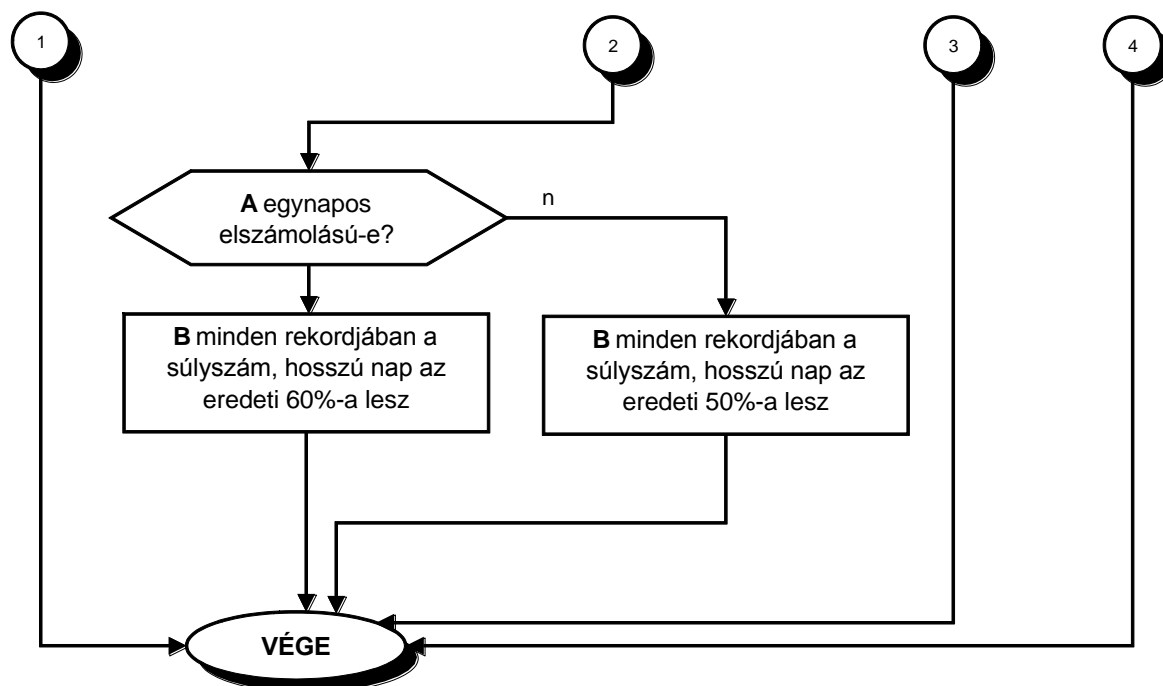 1
2
3
4
A egynapos
elszámolású-e?
n
B minden rekordjában a
súlyszám, hosszú nap az
eredeti 60%-a lesz
B minden rekordjában a
súlyszám, hosszú nap az
eredeti 50%-a lesz
VÉGE